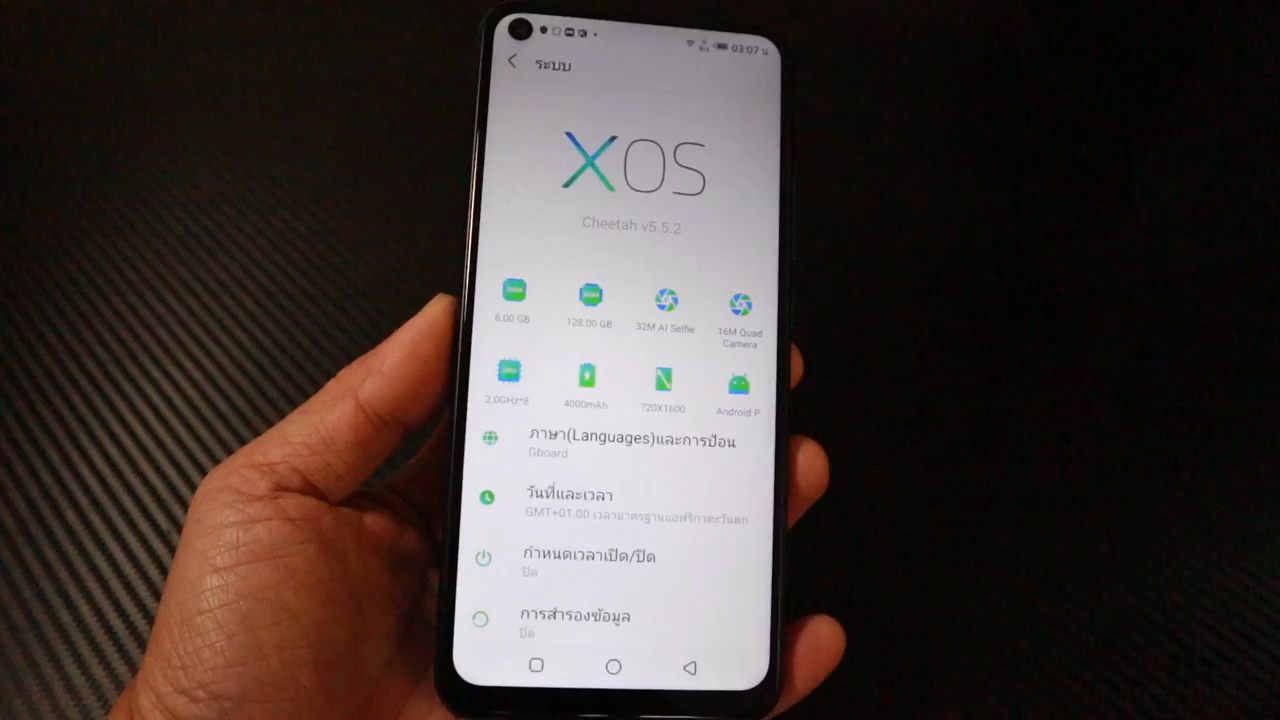 03:07 น.
ระบบ
XOS
Cheetah v5.5.2
6.00 GB
128.00 GB
32M AI Selfie
16M Quad
Camera
2.0GHz*8
4000mAh
720X1600
Android P
ภาษา(Languages)และการป้อน
Gboard
วันที่และเวลา
GMT+01:00 เวลามาตรฐานแอฟริกาตะวันตก
กำหนดเวลาเปิด/ปิด
ปิด
การสำรองข้อมูล
ปิด